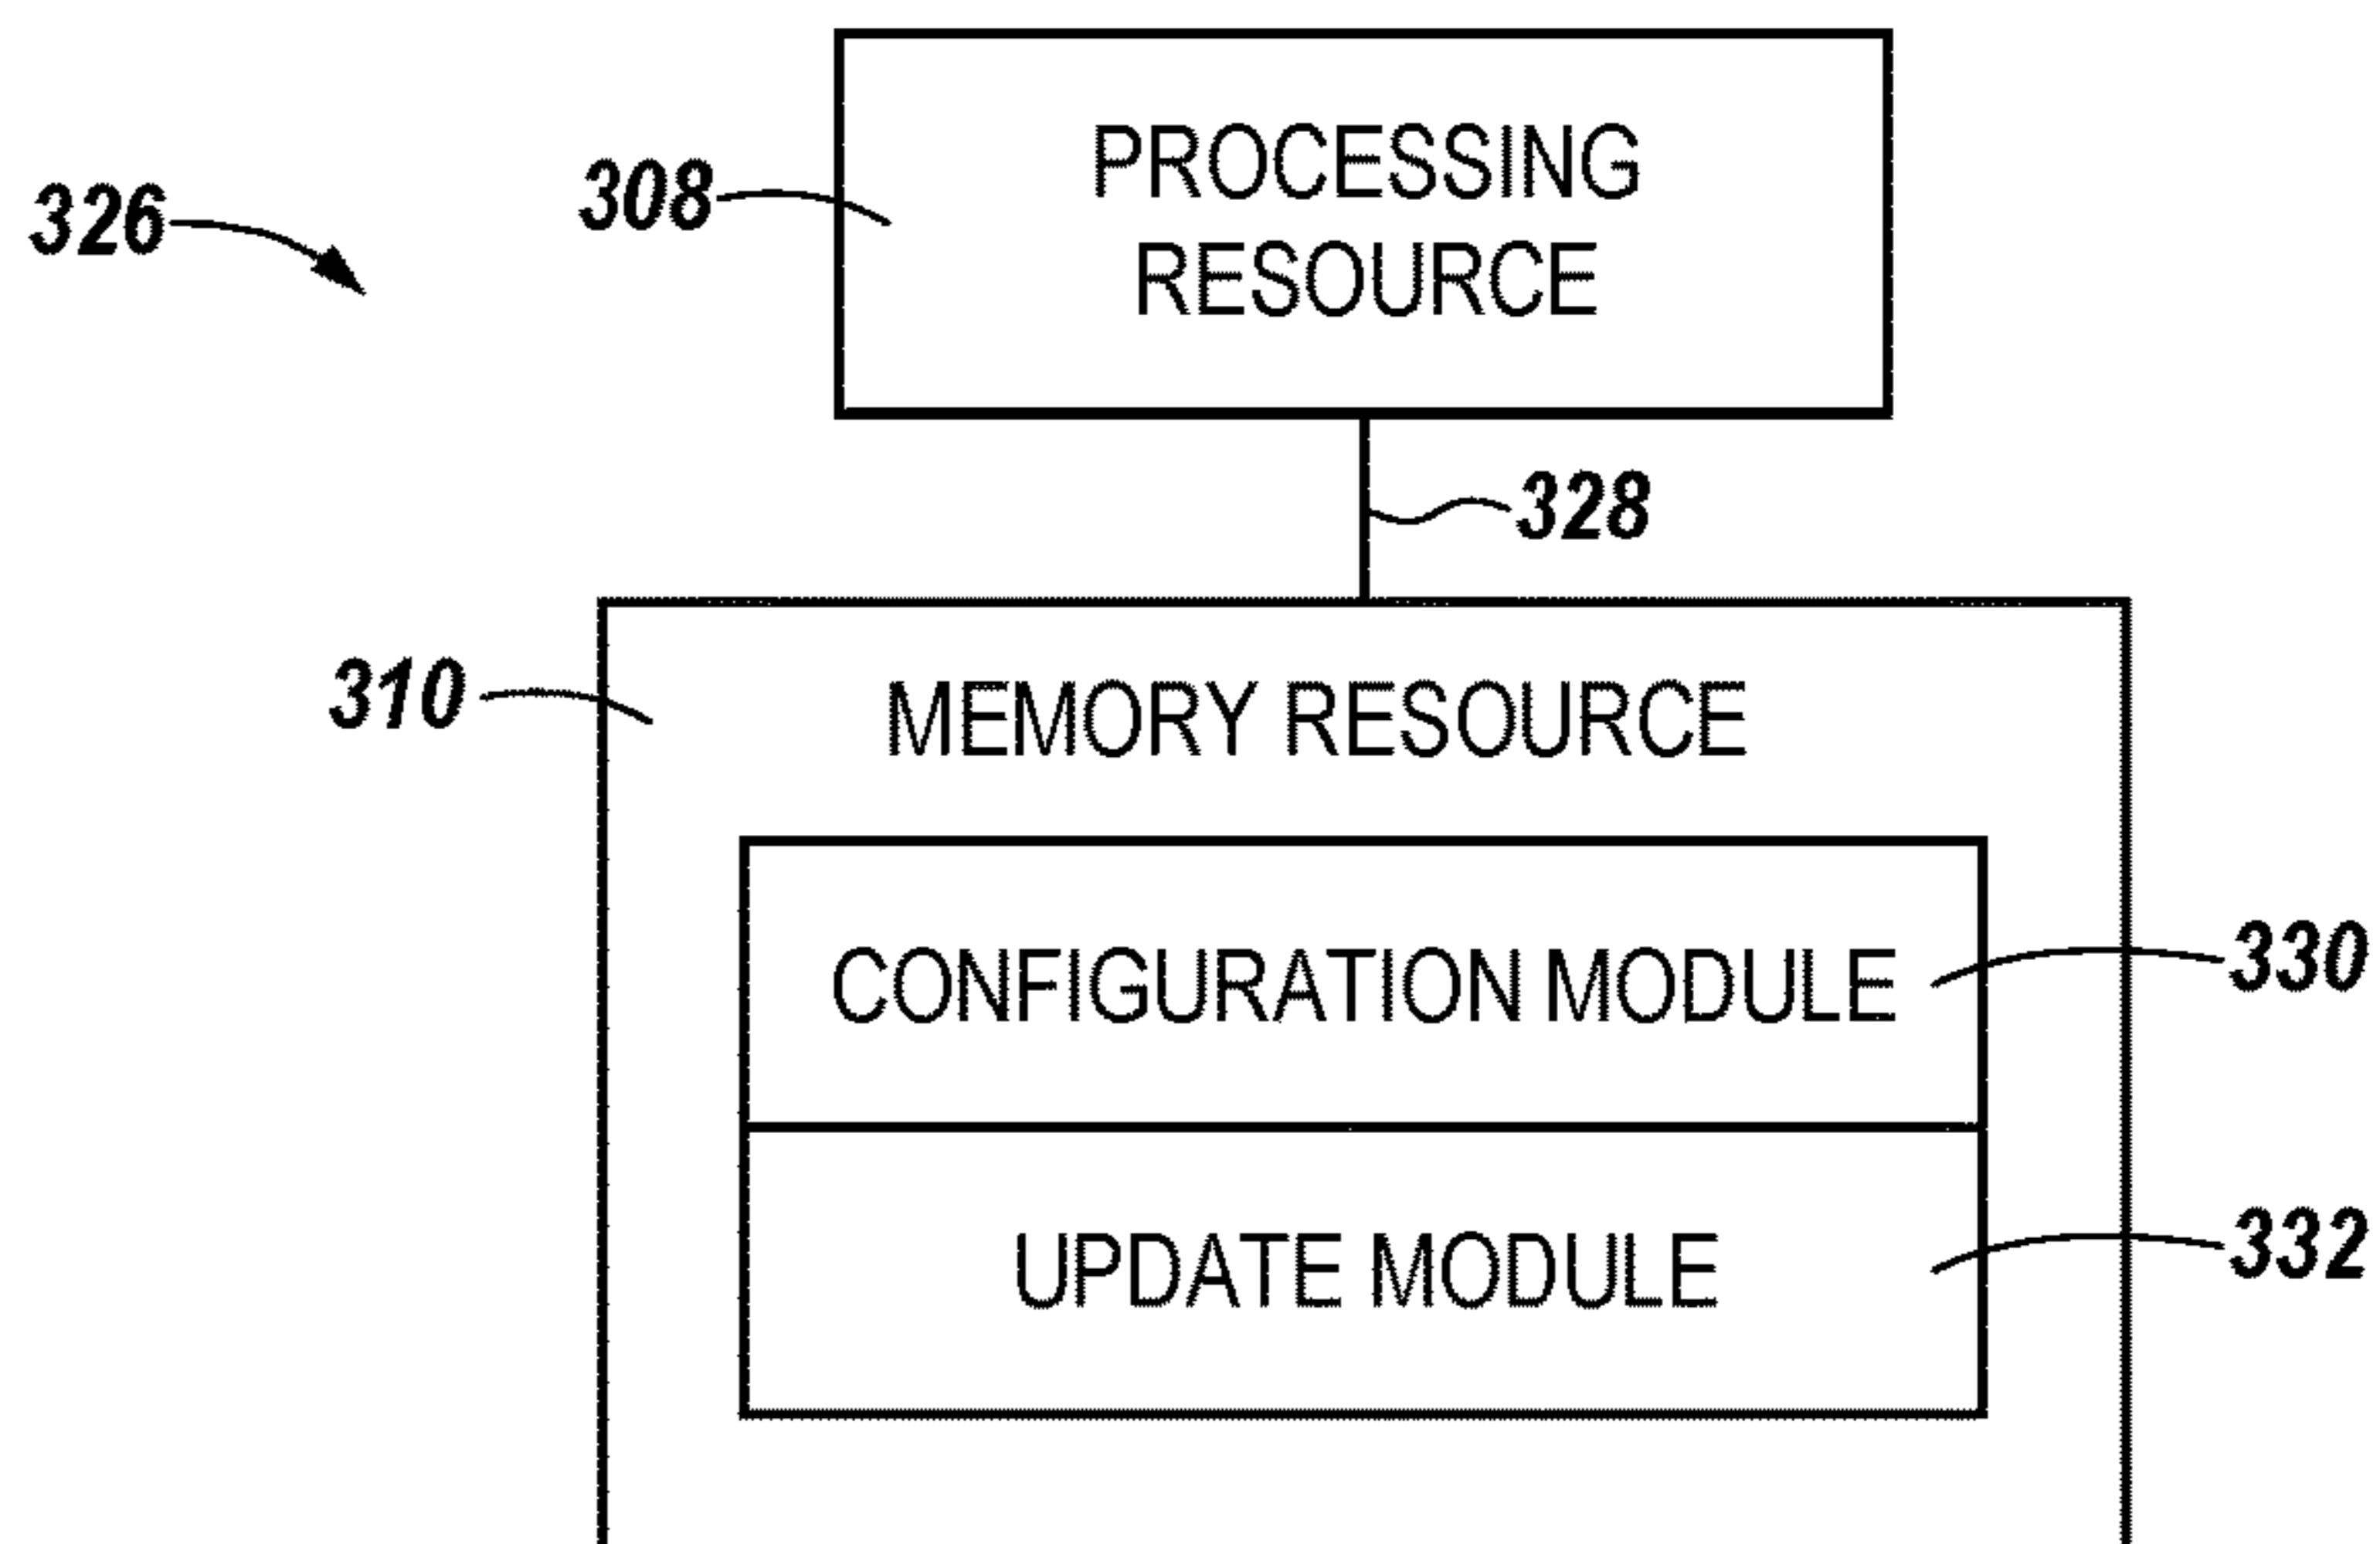 PROCESSING
RESOURCE
308
326
328
310
MEMORY RESOURCE
CONFIGURATION MODULE
330
UPDATE MODULE
332